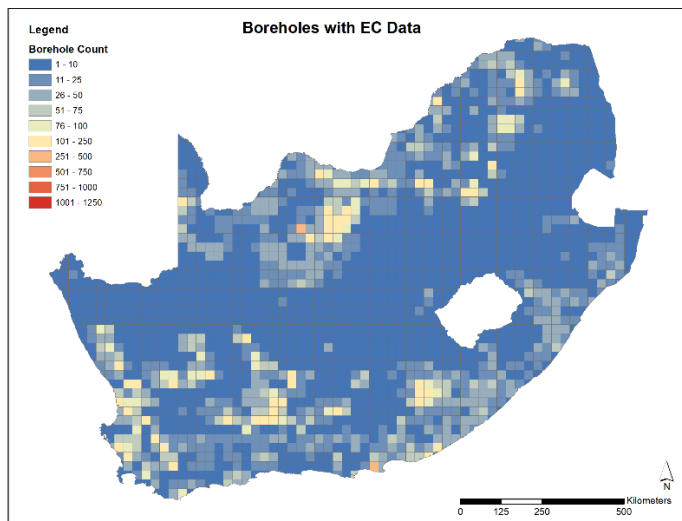 Boreholes with EC Data
Legend
Borehole Count
1 - 10
11 - 25
26 - 50
51 - 75
76 - 100
101 - 250
251 - 500
501 - 750
751 - 1000
1001 - 1250
N
Kilometers
0 125 250 500